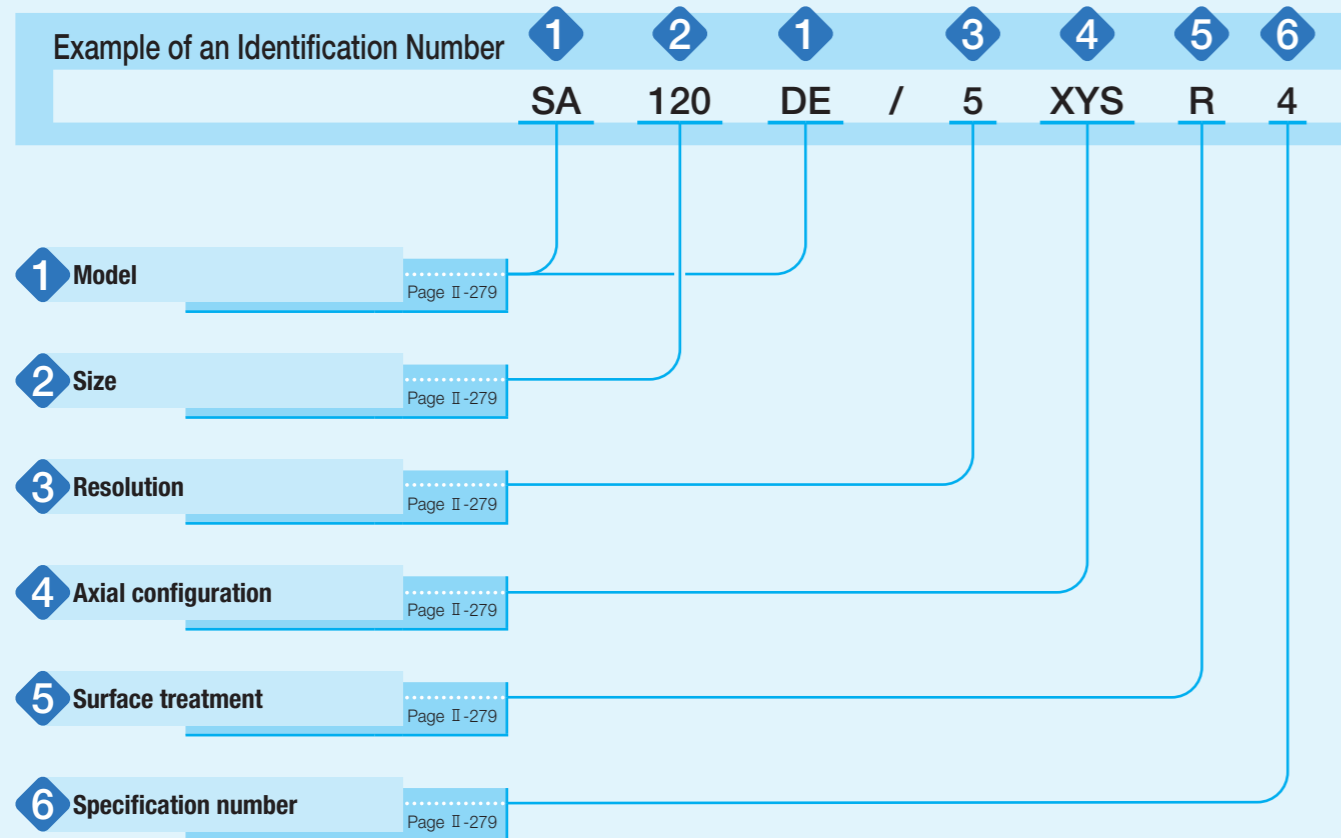 Example of an Identification Number 1 2 1 3 4 5 6
SA 120 DE / 5 XYS R 4
1 Model
Page Ⅱ-279
2 Size
Page Ⅱ-279
3 Resolution
Page Ⅱ-279
4 Axial configuration
Page Ⅱ-279
5 Surface treatment
Page Ⅱ-279
6 Specification number
Page Ⅱ-279